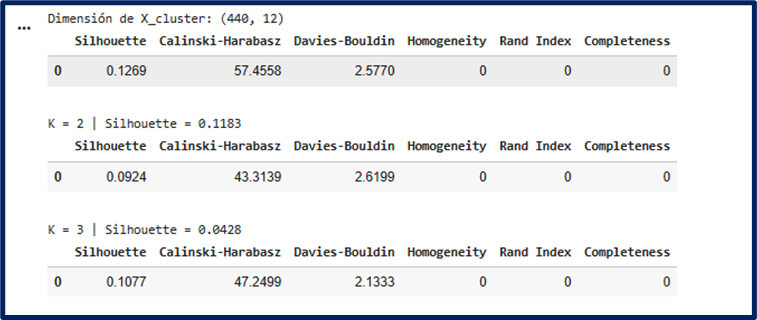 ...
Dimensión de X_cluster: (440, 12)
Silhouette Calinski-Harabasz Davies-Bouldin Homogeneity Rand Index Completeness
0 0.1269 57.4558 2.5770 0 0 0
K = 2 | Silhouette = 0.1183
Silhouette Calinski-Harabasz Davies-Bouldin Homogeneity Rand Index Completeness
0 0.0924 43.3139 2.6199 0 0 0
K = 3 | Silhouette = 0.0428
Silhouette Calinski-Harabasz Davies-Bouldin Homogeneity Rand Index Completeness
0 0.1077 47.2499 2.1333 0 0 0